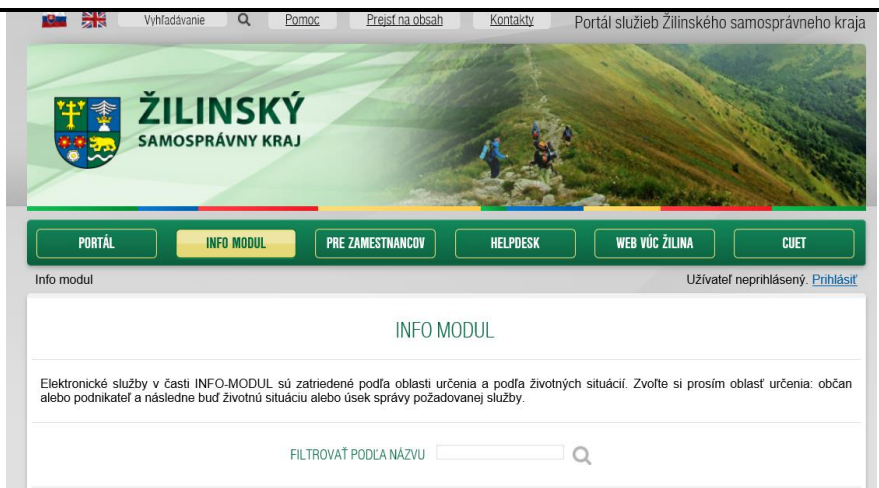 Vyhľadávanie Pomoc Prejsť na obsah Kontakty Portál služieb Žilinského samosprávneho kraja
ŽILINSKÝ
SAMOSPRÁVNY KRAJ
PORTÁL INFO MODUL PRE ZAMESTNANCOV HELPDESK WEB VÚC ŽILINA CUET
Info modul Užívateľ neprihlásený. Prihlásiť
INFO MODUL
Elektronické služby v časti INFO-MODUL sú zatriedené podľa oblasti určenia a podľa životných situácií. Zvoľte si prosím oblasť určenia: občan
alebo podnikateľ a následne buď životnú situáciu alebo úsek správy požadovanej služby.
FILTROVAŤ PODĽA NÁZVU